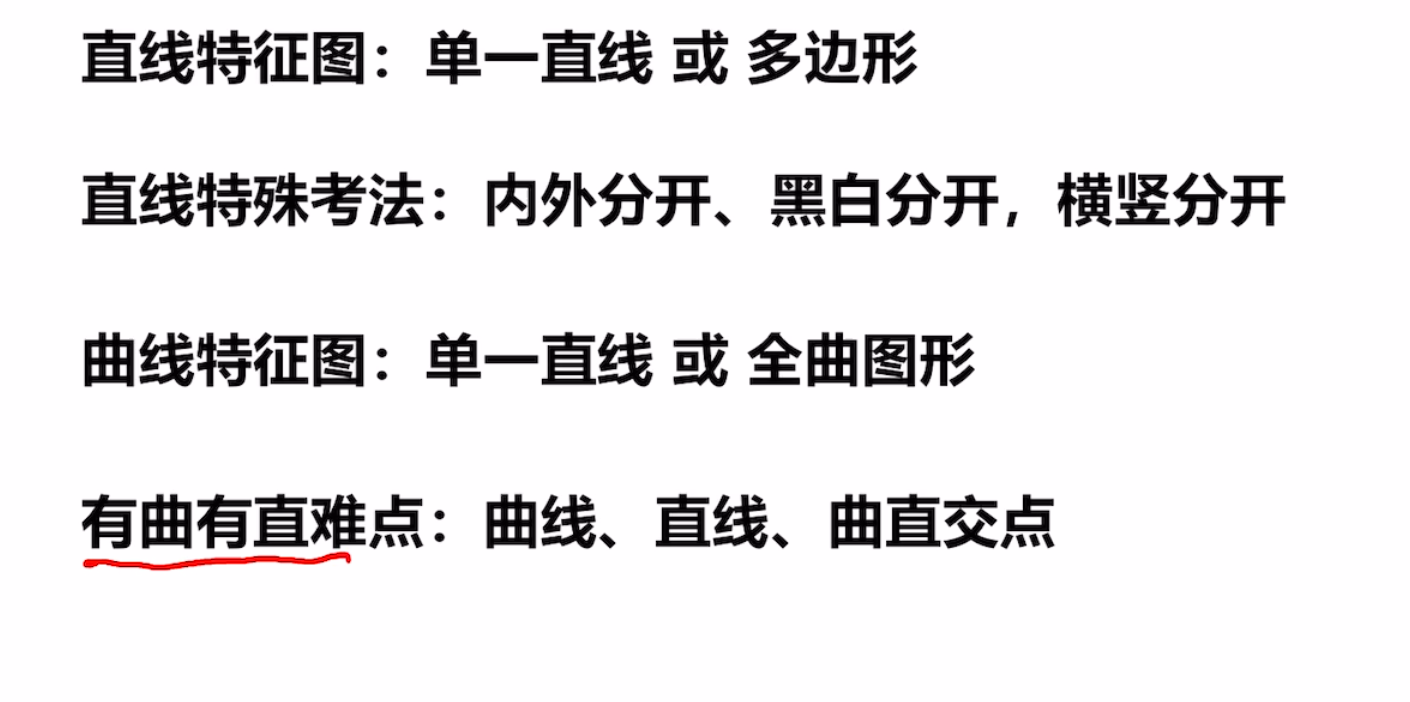 直线特征图：单一直线 或 多边形
直线特殊考法：内外分开、黑白分开，横竖分开
曲线特征图：单一直线 或 全曲图形
有曲有直难点：曲线、直线、曲直交点